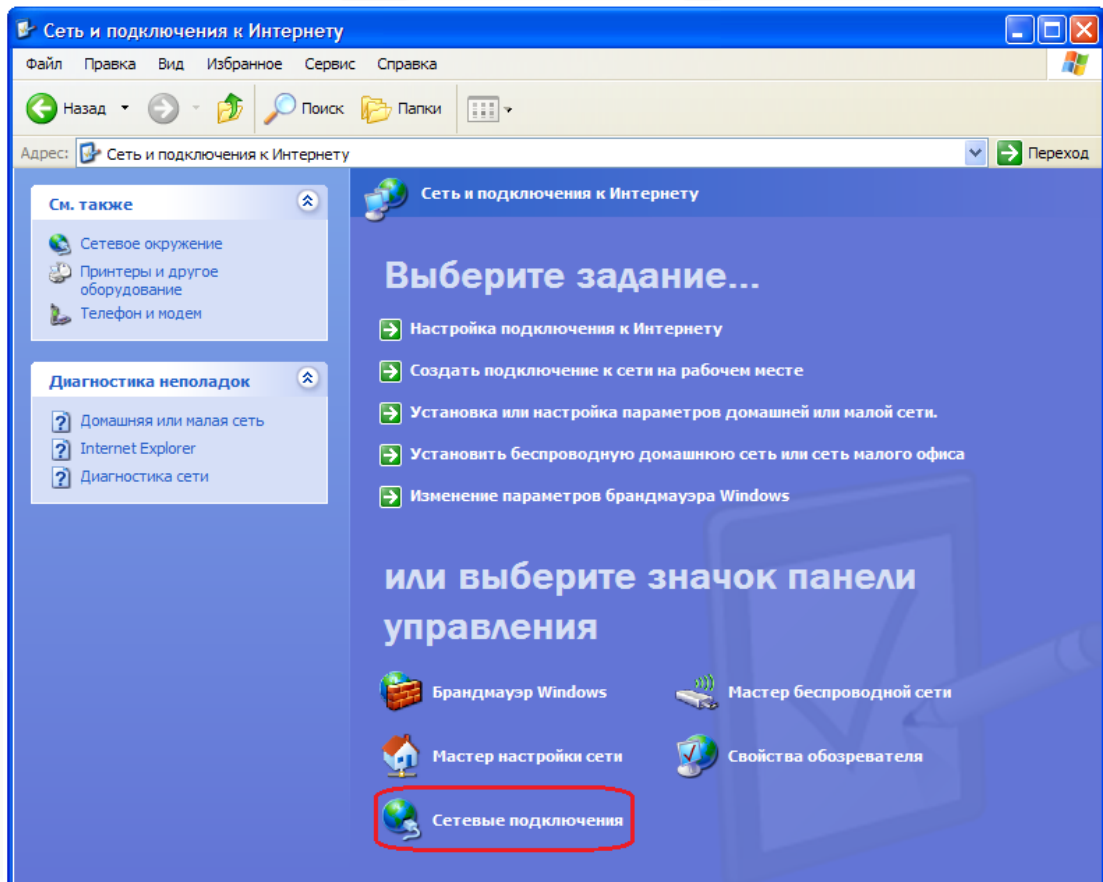 Сеть и подключения к Интернету
Файл Правка Вид Избранное Сервис Справка
Назад Поиск Папки
Адрес: Сеть и подключения к Интернету Переход
См. также
Сетевое окружение
Принтеры и другое
оборудование
Телефон и модем
Диагностика неполадок
Домашняя или малая сеть
Internet Explorer
Диагностика сети
Сеть и подключения к Интернету
Выберите задание...
Настройка подключения к Интернету
Создать подключение к сети на рабочем месте
Установка или настройка параметров домашней или малой сети.
Установить беспроводную домашнюю сеть или сеть малого офиса
Изменение параметров брандмауэра Windows
или выберите значок панели
управления
Брандмауэр Windows Мастер беспроводной сети
Мастер настройки сети Свойства обозревателя
Сетевые подключения